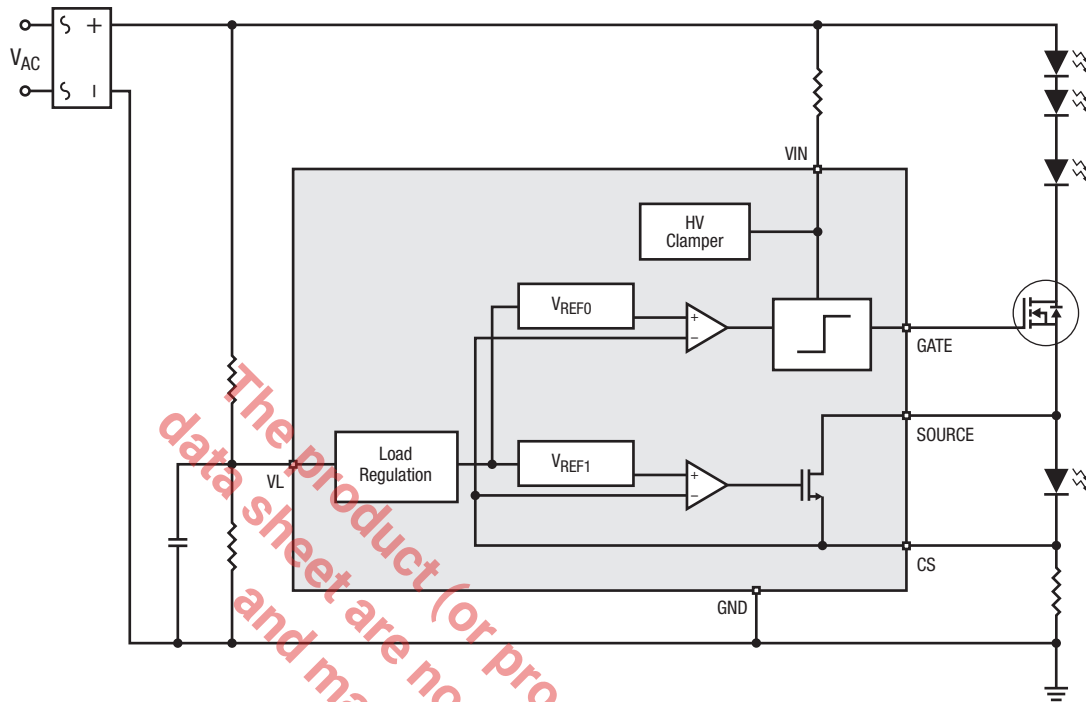 VAC
+
−
VIN
HV
Clamper
VREF0
+
−
GATE
SOURCE
Load
Regulation
VL
VREF1
+
−
CS
GND
The product (or pro
data sheet are no
and ma